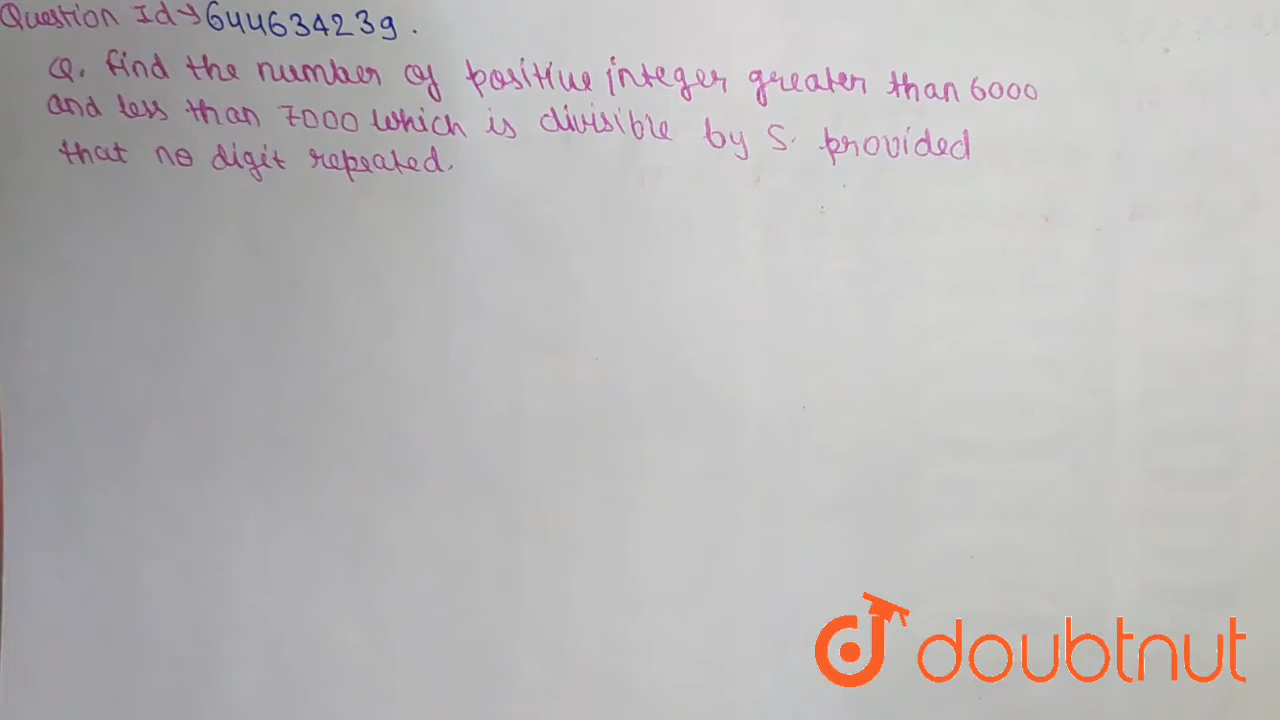 Question Id → 644634239.
Q. Find the number of positive integer greater than 6000
and less than 7000 which is divisible by 5. provided
that no digit repeated.
doubtnut